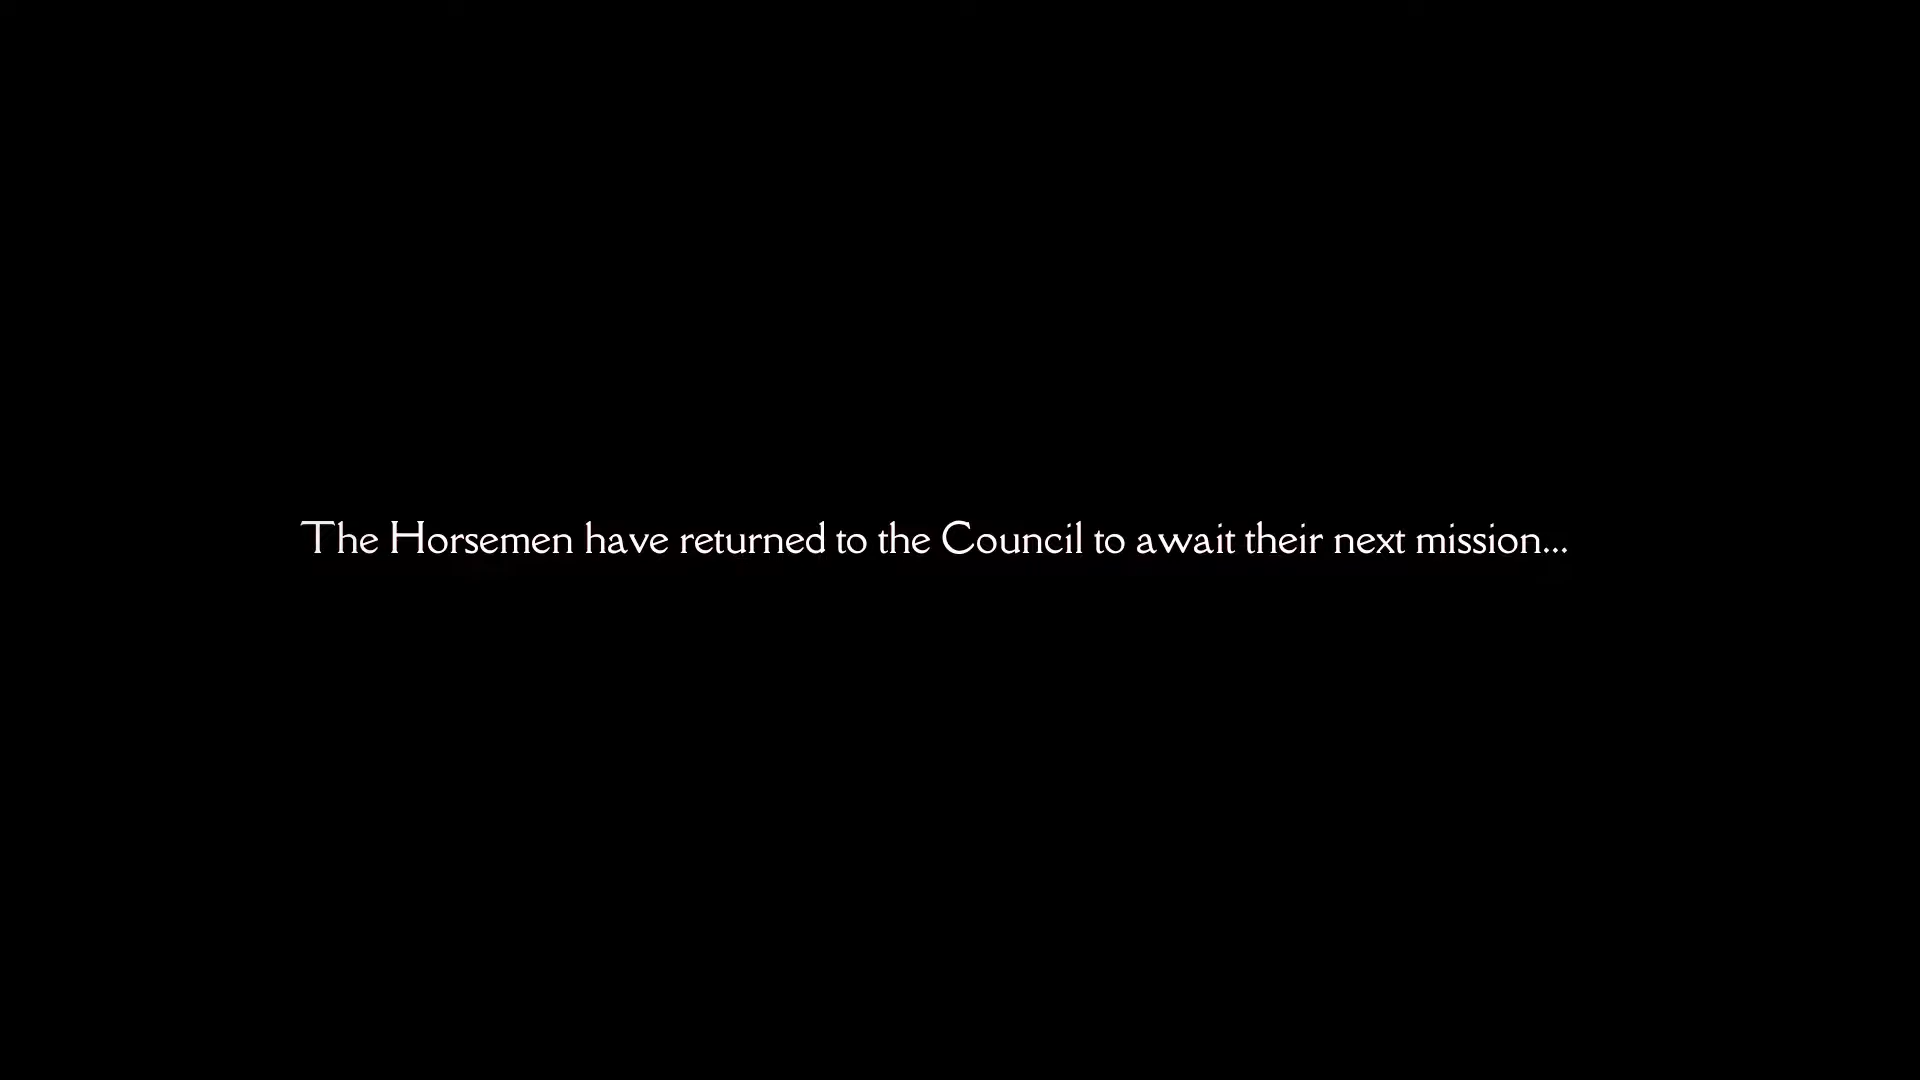 The Horsemen have returned to the Council to await their next mission...